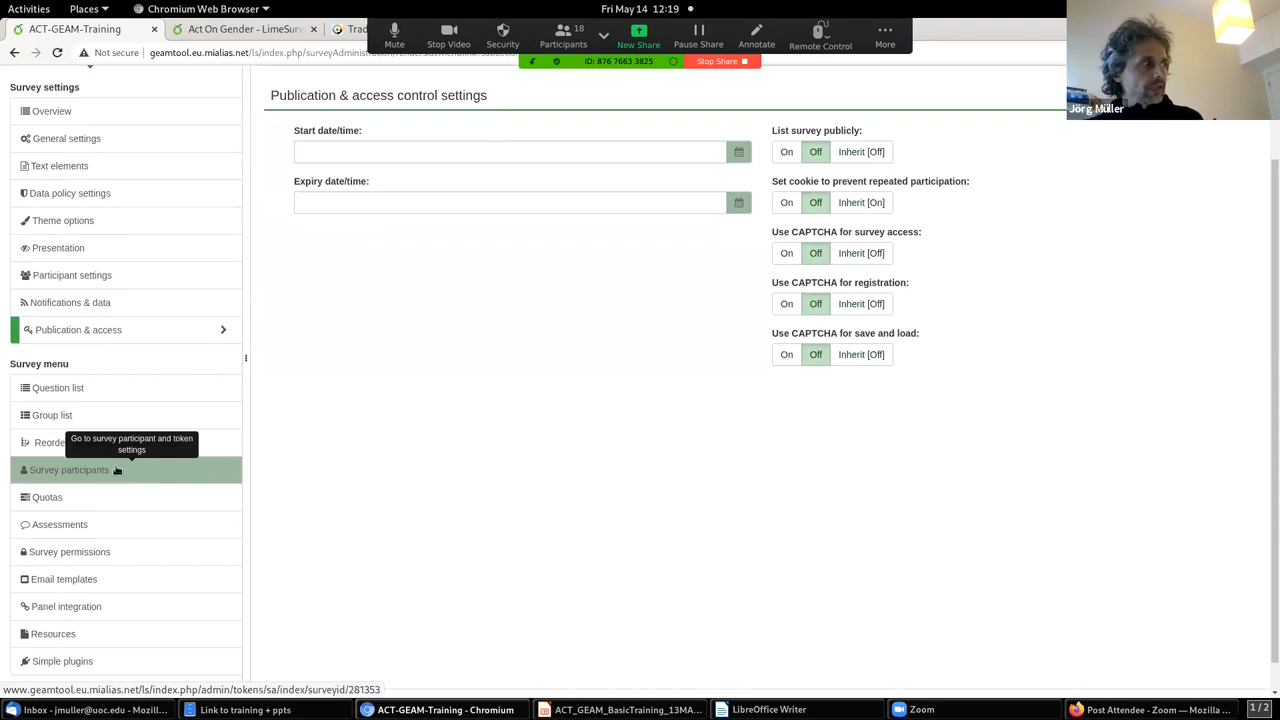 Activities
Places
Chromium Web Browser
Fri May 14 12:19
ACT-GEAM-Training
Act On Gender - LimeSurv
Trac
Not secure
geamtool.eu.mialias.net/ls/index.php/surveyAdministration
Mute
Stop Video
Security
Participants
18
New Share
Pause Share
Annotate
Remote Control
More
ID: 876 7663 3825
Stop Share
Jörg Müller
Survey settings
Overview
General settings
Text elements
Data policy settings
Theme options
Presentation
Participant settings
Notifications & data
Publication & access
Survey menu
Question list
Group list
Reorde
Go to survey participant and token
settings
Survey participants
Quotas
Assessments
Survey permissions
Email templates
Panel integration
Resources
Simple plugins
Publication & access control settings
Start date/time:
Expiry date/time:
List survey publicly:
On Off Inherit [Off]
Set cookie to prevent repeated participation:
On Off Inherit [On]
Use CAPTCHA for survey access:
On Off Inherit [Off]
Use CAPTCHA for registration:
On Off Inherit [Off]
Use CAPTCHA for save and load:
On Off Inherit [Off]
www.geamtool.eu.mialias.net/ls/index.php/admin/tokens/sa/index/surveyid/281353
Inbox - jmuller@uoc.edu - Mozill...
Link to training + ppts
ACT-GEAM-Training - Chromium
ACT_GEAM_BasicTraining_13MA...
LibreOffice Writer
Zoom
Post Attendee - Zoom — Mozilla ...
1 / 2